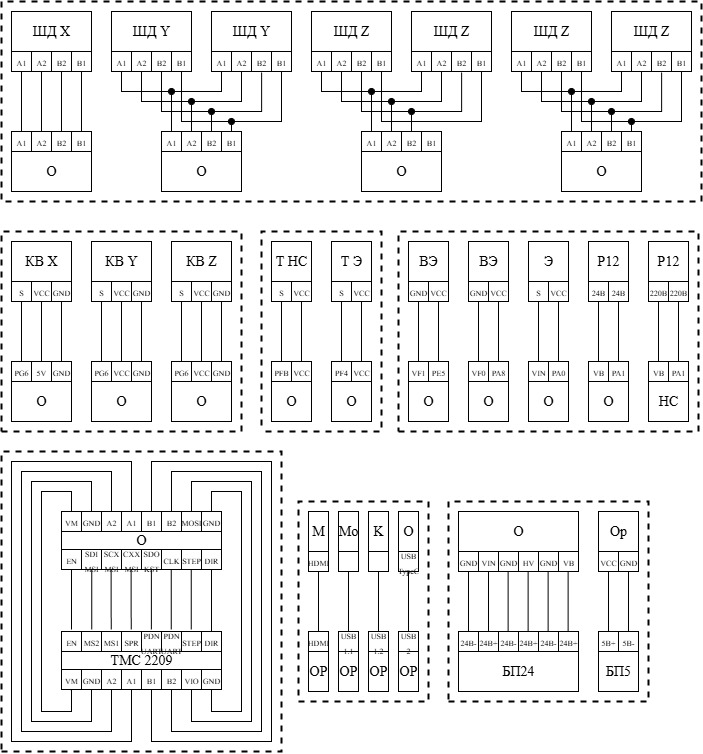 ШД X ШД Y ШД Y ШД Z ШД Z ШД Z ШД Z
A1 A2 B2 B1 A1 A2 B2 B1 A1 A2 B2 B1 A1 A2 B2 B1 A1 A2 B2 B1 A1 A2 B2 B1 A1 A2 B2 B1
A1 A2 B2 B1 A1 A2 B2 B1 A1 A2 B2 B1 A1 A2 B2 B1
О О О О
КВ X КВ Y КВ Z Т НС Т Э ВЭ ВЭ Э Р12 Р12
S VCC GND S VCC GND S VCC GND S VCC S VCC GND VCC GND VCC S VCC 24В 24В 220В 220В
PG6 5V GND PG6 VCC GND PG6 VCC GND PFB VCC PF4 VCC VF1 PE5 VF0 PA8 VIN PA0 VB PA1 VB PA1
О О О О О О О О О НС
VM GND A2 A1 B1 B2 MOSI GND
О
EN SDI MS1 SCX MS1 CXX MS1 SDO KST CLK STEP DIR
EN MS2 MS1 SPR PDN UART PDN UART STEP DIR
ТМС 2209
VM GND A2 A1 B1 B2 VIO GND
М Мо К О
HDMI USB TypeC
HDMI USB 1.1 USB 1.2 USB 2
ОР ОР ОР ОР
О Ор
GND VIN GND HV GND VB VCC GND
24В- 24В+ 24В- 24В+ 24В- 24В+ 5В+ 5В-
БП24 БП5